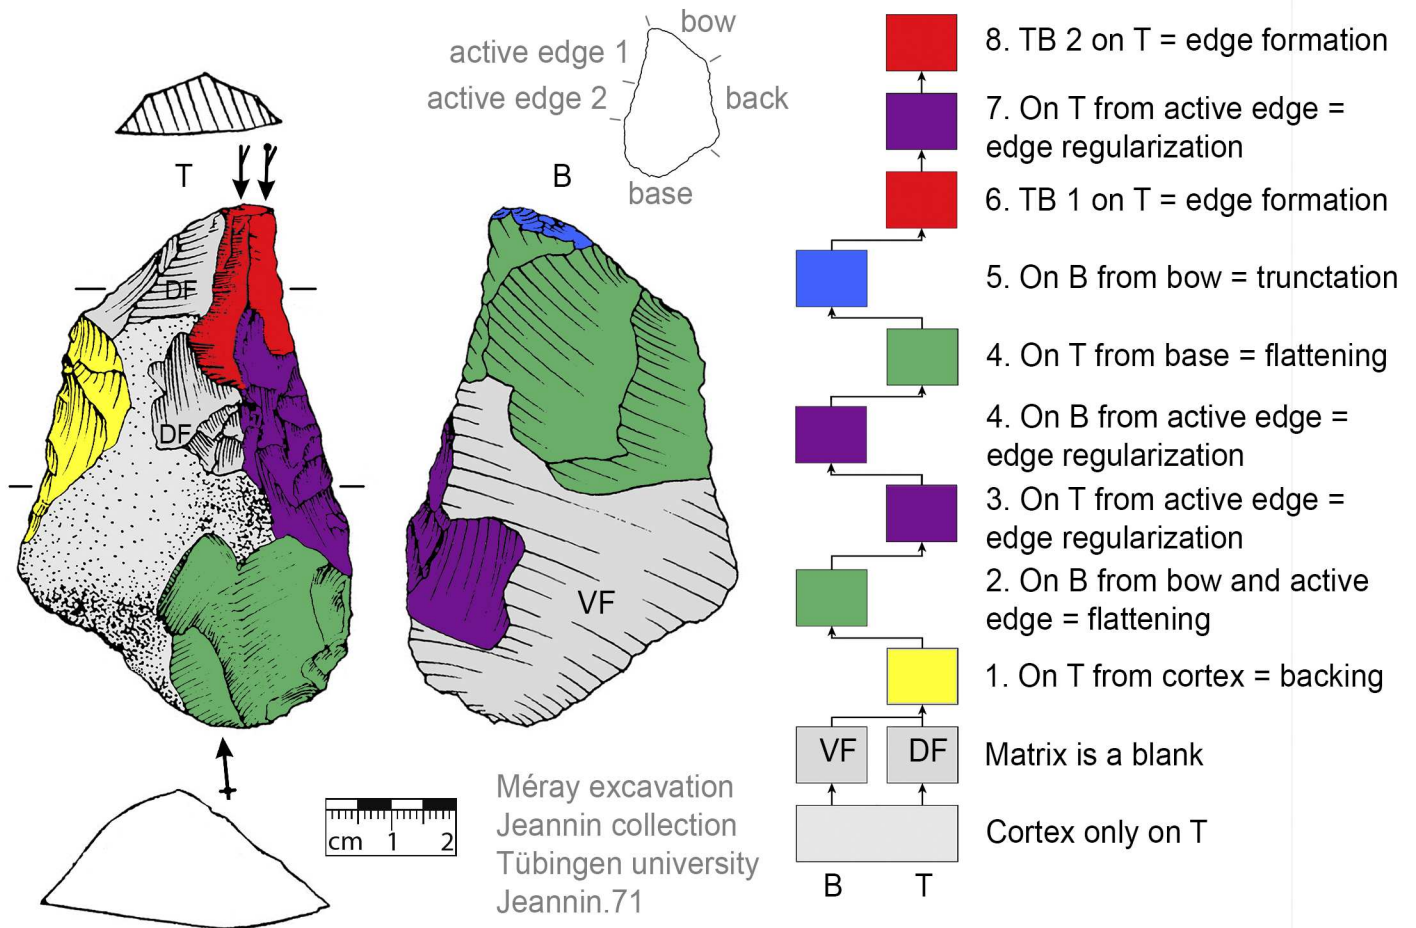 bow
active edge 1
active edge 2
back
base
T
B
DF
DF
VF
Méray excavation
Jeannin collection
Tübingen university
Jeannin.71
cm 1 2
8. TB 2 on T = edge formation
7. On T from active edge =
edge regularization
6. TB 1 on T = edge formation
5. On B from bow = trunctation
4. On T from base = flattening
4. On B from active edge =
edge regularization
3. On T from active edge =
edge regularization
2. On B from bow and active
edge = flattening
1. On T from cortex = backing
VF DF Matrix is a blank
Cortex only on T
B T